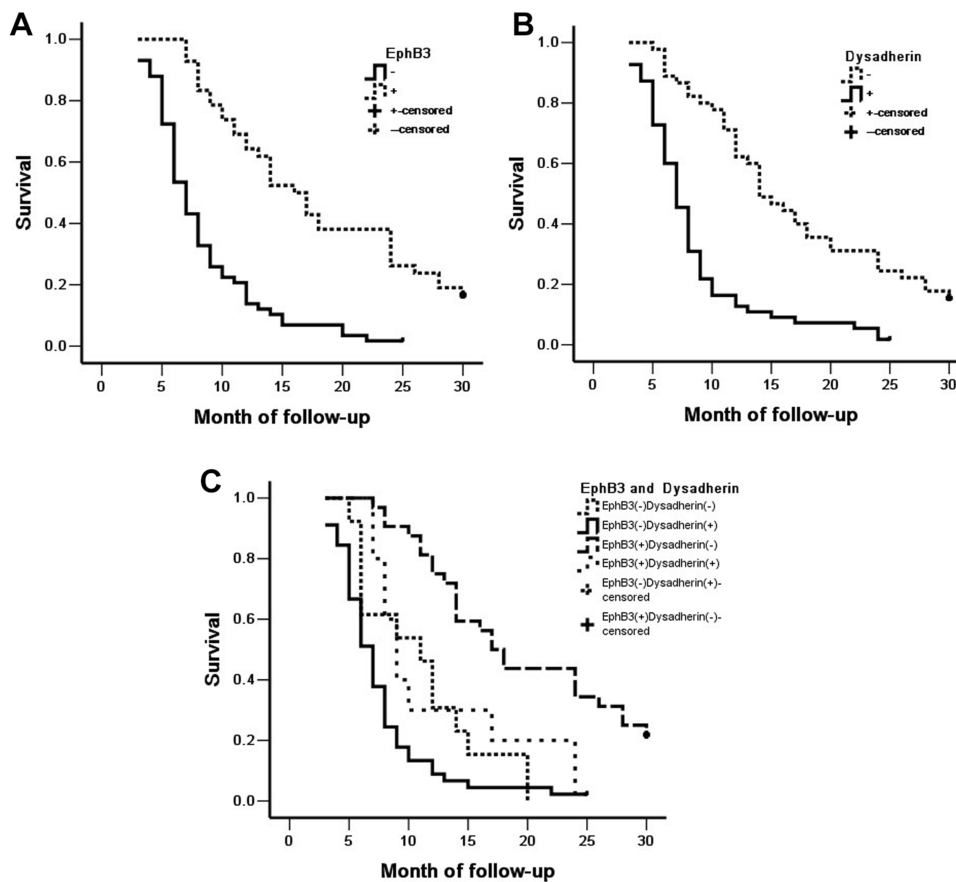 A
EphB3
-
+
+-censored
--censored
1.0
0.8
0.6
0.4
0.2
0.0
Survival
0 5 10 15 20 25 30
Month of follow-up
B
Dysadherin
-
+
+-censored
--censored
1.0
0.8
0.6
0.4
0.2
0.0
Survival
0 5 10 15 20 25 30
Month of follow-up
C
EphB3 and Dysadherin
EphB3(-)Dysadherin(-)
EphB3(-)Dysadherin(+)
EphB3(+)Dysadherin(-)
EphB3(+)Dysadherin(+)
EphB3(-)Dysadherin(+)-
censored
EphB3(+)Dysadherin(-)-
censored
1.0
0.8
0.6
0.4
0.2
0.0
Survival
0 5 10 15 20 25 30
Month of follow-up